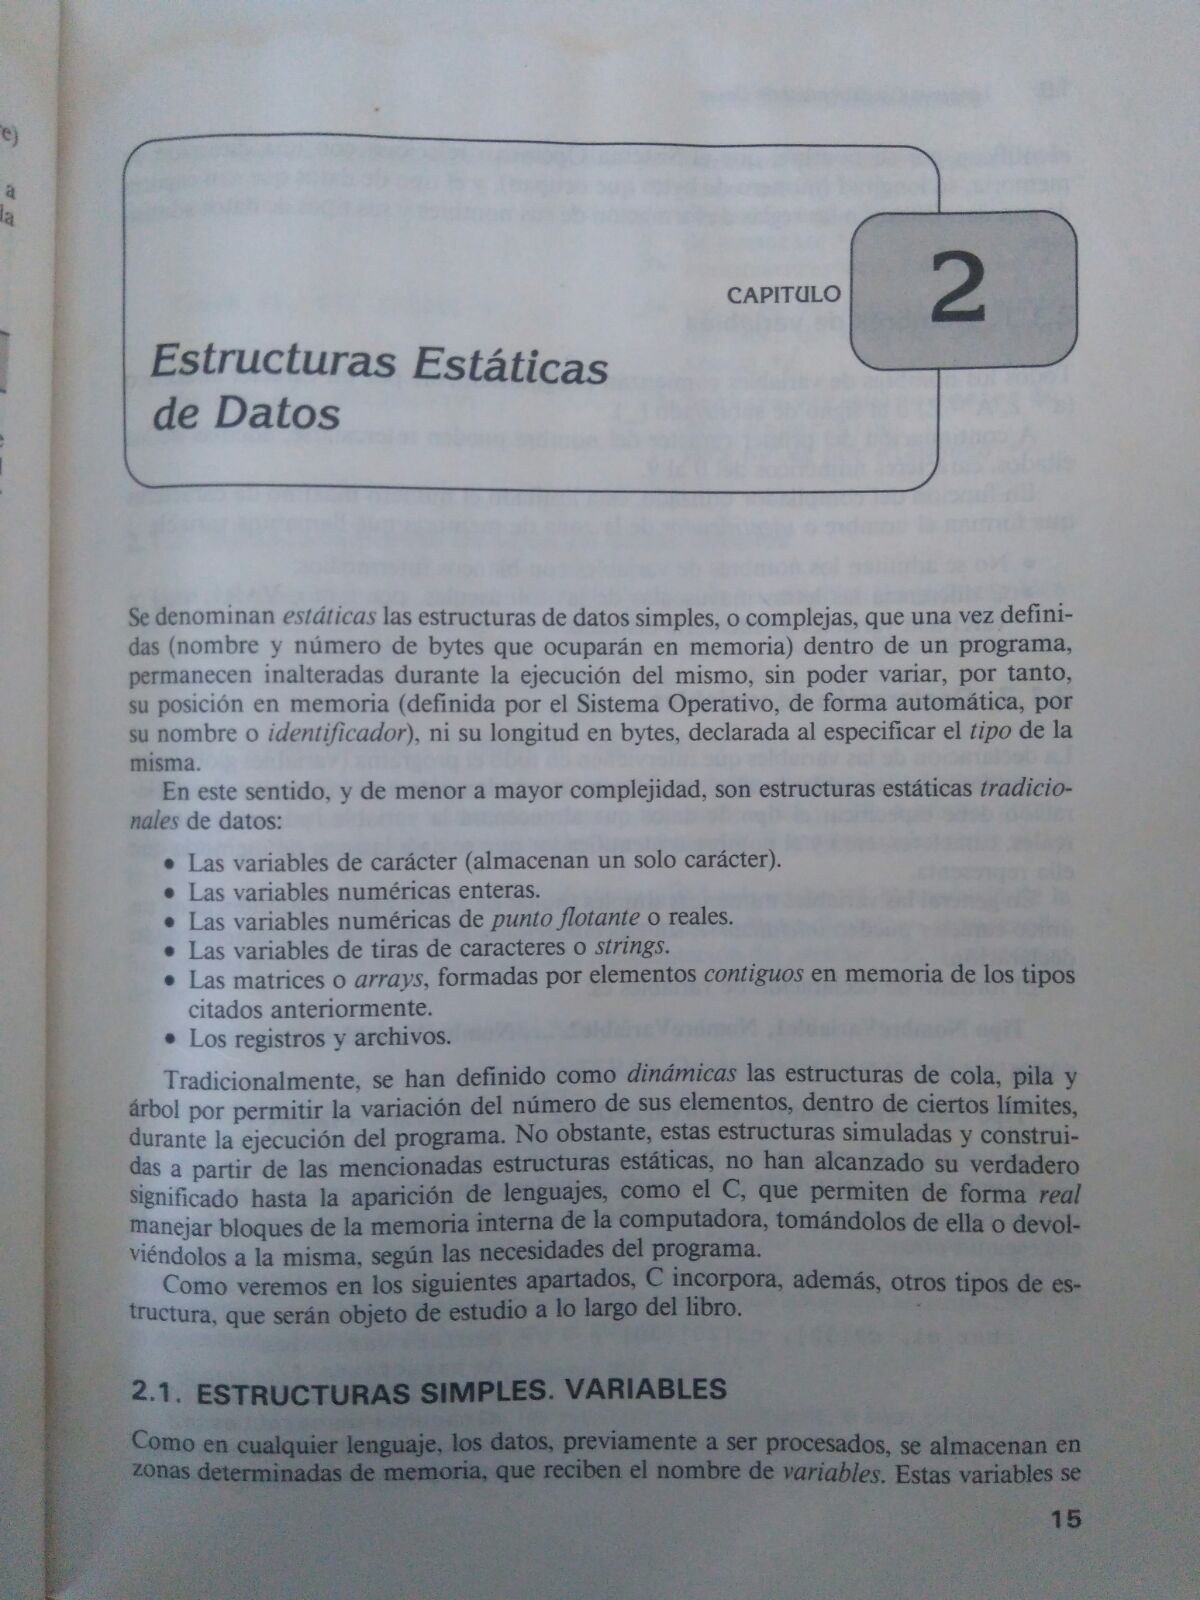 CAPITULO 2
Estructuras Estáticas
de Datos
Se denominan estáticas las estructuras de datos simples, o complejas, que una vez defini-
das (nombre y número de bytes que ocuparán en memoria) dentro de un programa,
permanecen inalteradas durante la ejecución del mismo, sin poder variar, por tanto,
su posición en memoria (definida por el Sistema Operativo, de forma automática, por
su nombre o identificador), ni su longitud en bytes, declarada al especificar el tipo de la
misma.
En este sentido, y de menor a mayor complejidad, son estructuras estáticas tradicio-
nales de datos:
• Las variables de carácter (almacenan un solo carácter).
• Las variables numéricas enteras.
• Las variables numéricas de punto flotante o reales.
• Las variables de tiras de caracteres o strings.
• Las matrices o arrays, formadas por elementos contiguos en memoria de los tipos
citados anteriormente.
• Los registros y archivos.
Tradicionalmente, se han definido como dinámicas las estructuras de cola, pila y
árbol por permitir la variación del número de sus elementos, dentro de ciertos límites,
durante la ejecución del programa. No obstante, estas estructuras simuladas y construi-
das a partir de las mencionadas estructuras estáticas, no han alcanzado su verdadero
significado hasta la aparición de lenguajes, como el C, que permiten de forma real
manejar bloques de la memoria interna de la computadora, tomándolos de ella o devol-
viéndolos a la misma, según las necesidades del programa.
Como veremos en los siguientes apartados, C incorpora, además, otros tipos de es-
tructura, que serán objeto de estudio a lo largo del libro.
2.1. ESTRUCTURAS SIMPLES. VARIABLES
Como en cualquier lenguaje, los datos, previamente a ser procesados, se almacenan en
zonas determinadas de memoria, que reciben el nombre de variables. Estas variables se
15